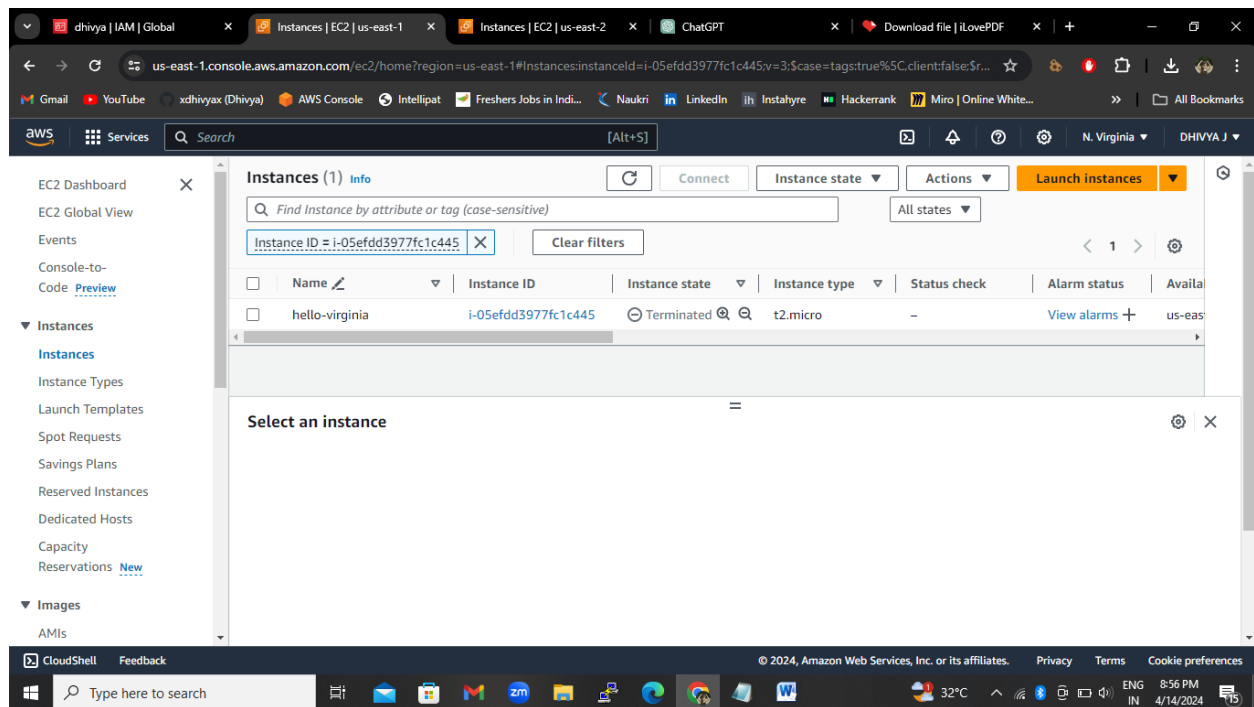 dhivya | IAM | Global
Instances | EC2 | us-east-1
Instances | EC2 | us-east-2
ChatGPT
Download file | iLovePDF
us-east-1.console.aws.amazon.com/ec2/home?region=us-east-1#Instances:instanceId=i-05efdd3977fc1c445;v=3;$case=tags:true%5C,client:false;$r...
Gmail YouTube xdhivyax (Dhivya) AWS Console Intellipat Freshers Jobs in Indi... Naukri LinkedIn Instahyre Hackerrank Miro | Online White... » All Bookmarks
aws Services Search [Alt+S] N. Virginia DHIVYA J
EC2 Dashboard
EC2 Global View
Events
Console-to-
Code Preview
Instances
Instances
Instance Types
Launch Templates
Spot Requests
Savings Plans
Reserved Instances
Dedicated Hosts
Capacity
Reservations New
Images
AMIs
Instances (1) Info Connect Instance state Actions Launch instances
Find Instance by attribute or tag (case-sensitive) All states
Instance ID = i-05efdd3977fc1c445 Clear filters 1
Name Instance ID Instance state Instance type Status check Alarm status Availa
hello-virginia i-05efdd3977fc1c445 Terminated t2.micro – View alarms + us-eas
Select an instance
CloudShell Feedback © 2024, Amazon Web Services, Inc. or its affiliates. Privacy Terms Cookie preferences
Type here to search zm W 32°C ENG 8:56 PM
IN 4/14/2024 15